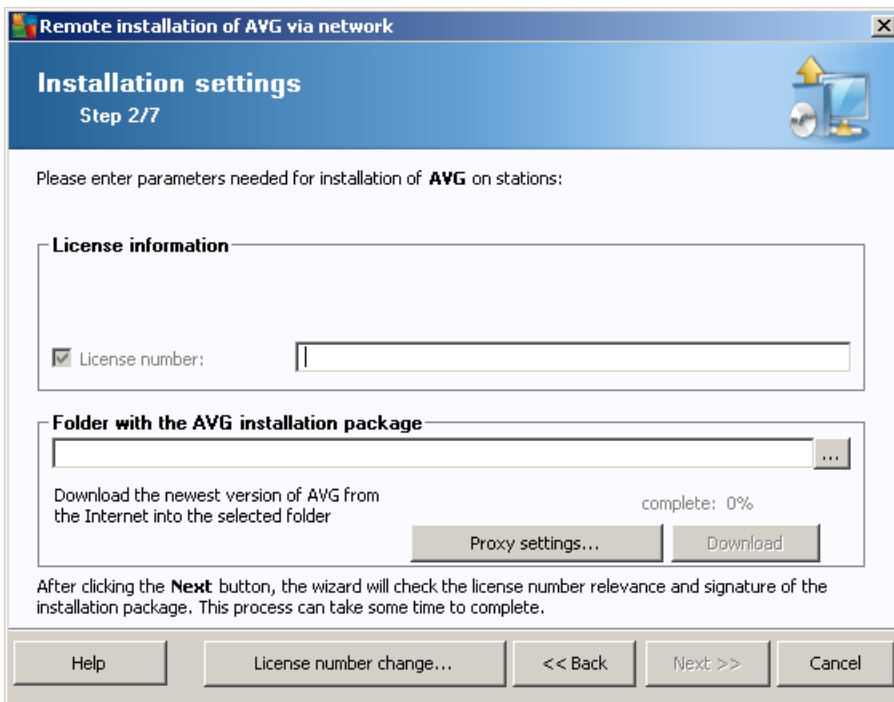 Remote installation of AVG via network
Installation settings
Step 2/7
Please enter parameters needed for installation of AVG on stations:
License information
License number:
Folder with the AVG installation package
...
Download the newest version of AVG from
the Internet into the selected folder
complete: 0%
Proxy settings...
Download
After clicking the Next button, the wizard will check the license number relevance and signature of the
installation package. This process can take some time to complete.
Help
License number change...
<< Back
Next >>
Cancel